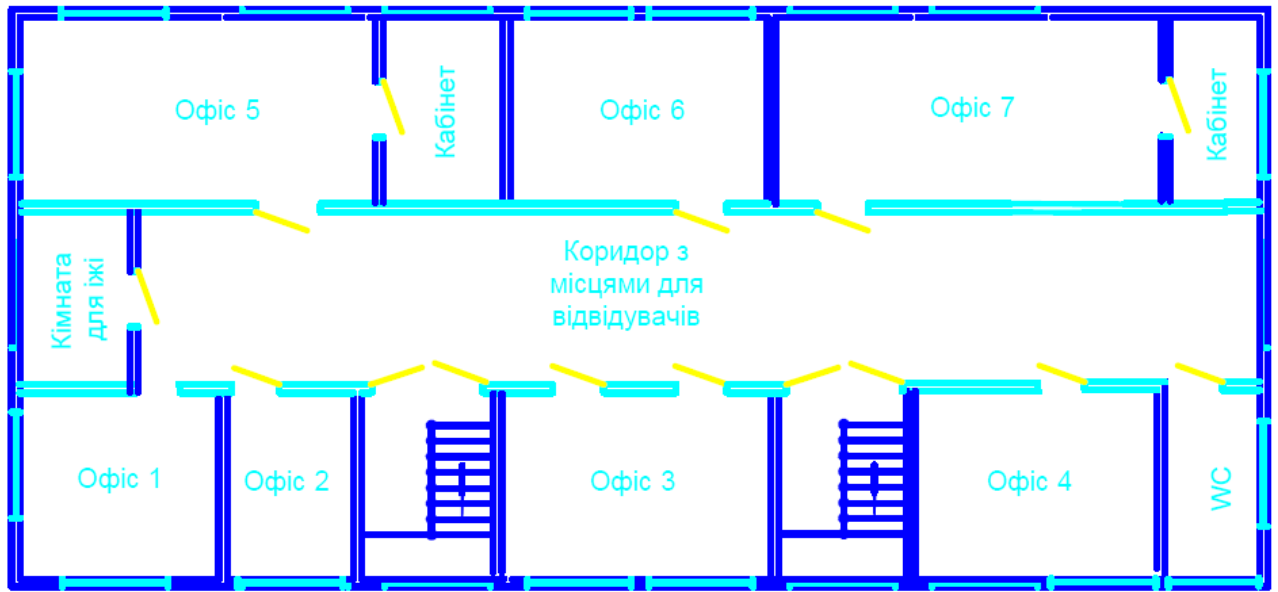 Офіс 5
Кабінет
Офіс 6
Офіс 7
Кабінет
Кімната
для іжі
Коридор з
місцями для
відвідувачів
Офіс 1
Офіс 2
Офіс 3
Офіс 4
WC